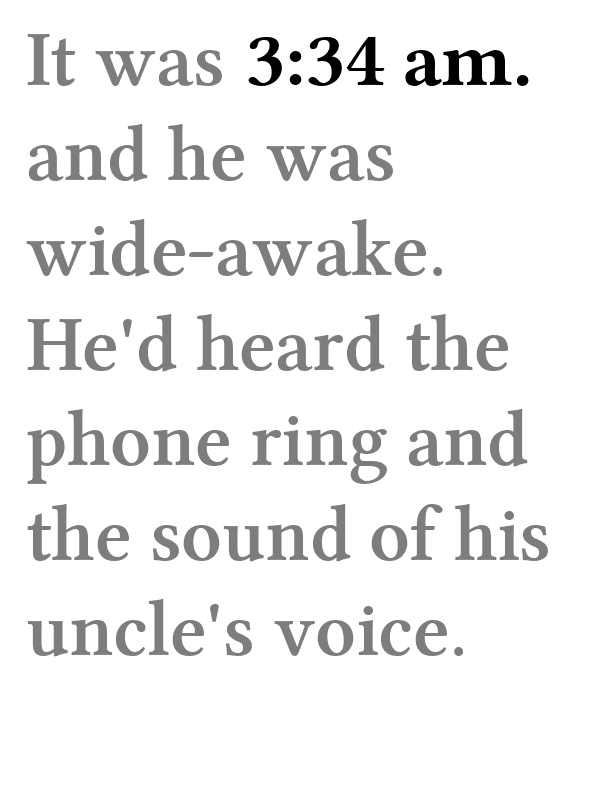 It was 3:34 am.
and he was
wide-awake.
He'd heard the
phone ring and
the sound of his
uncle's voice.